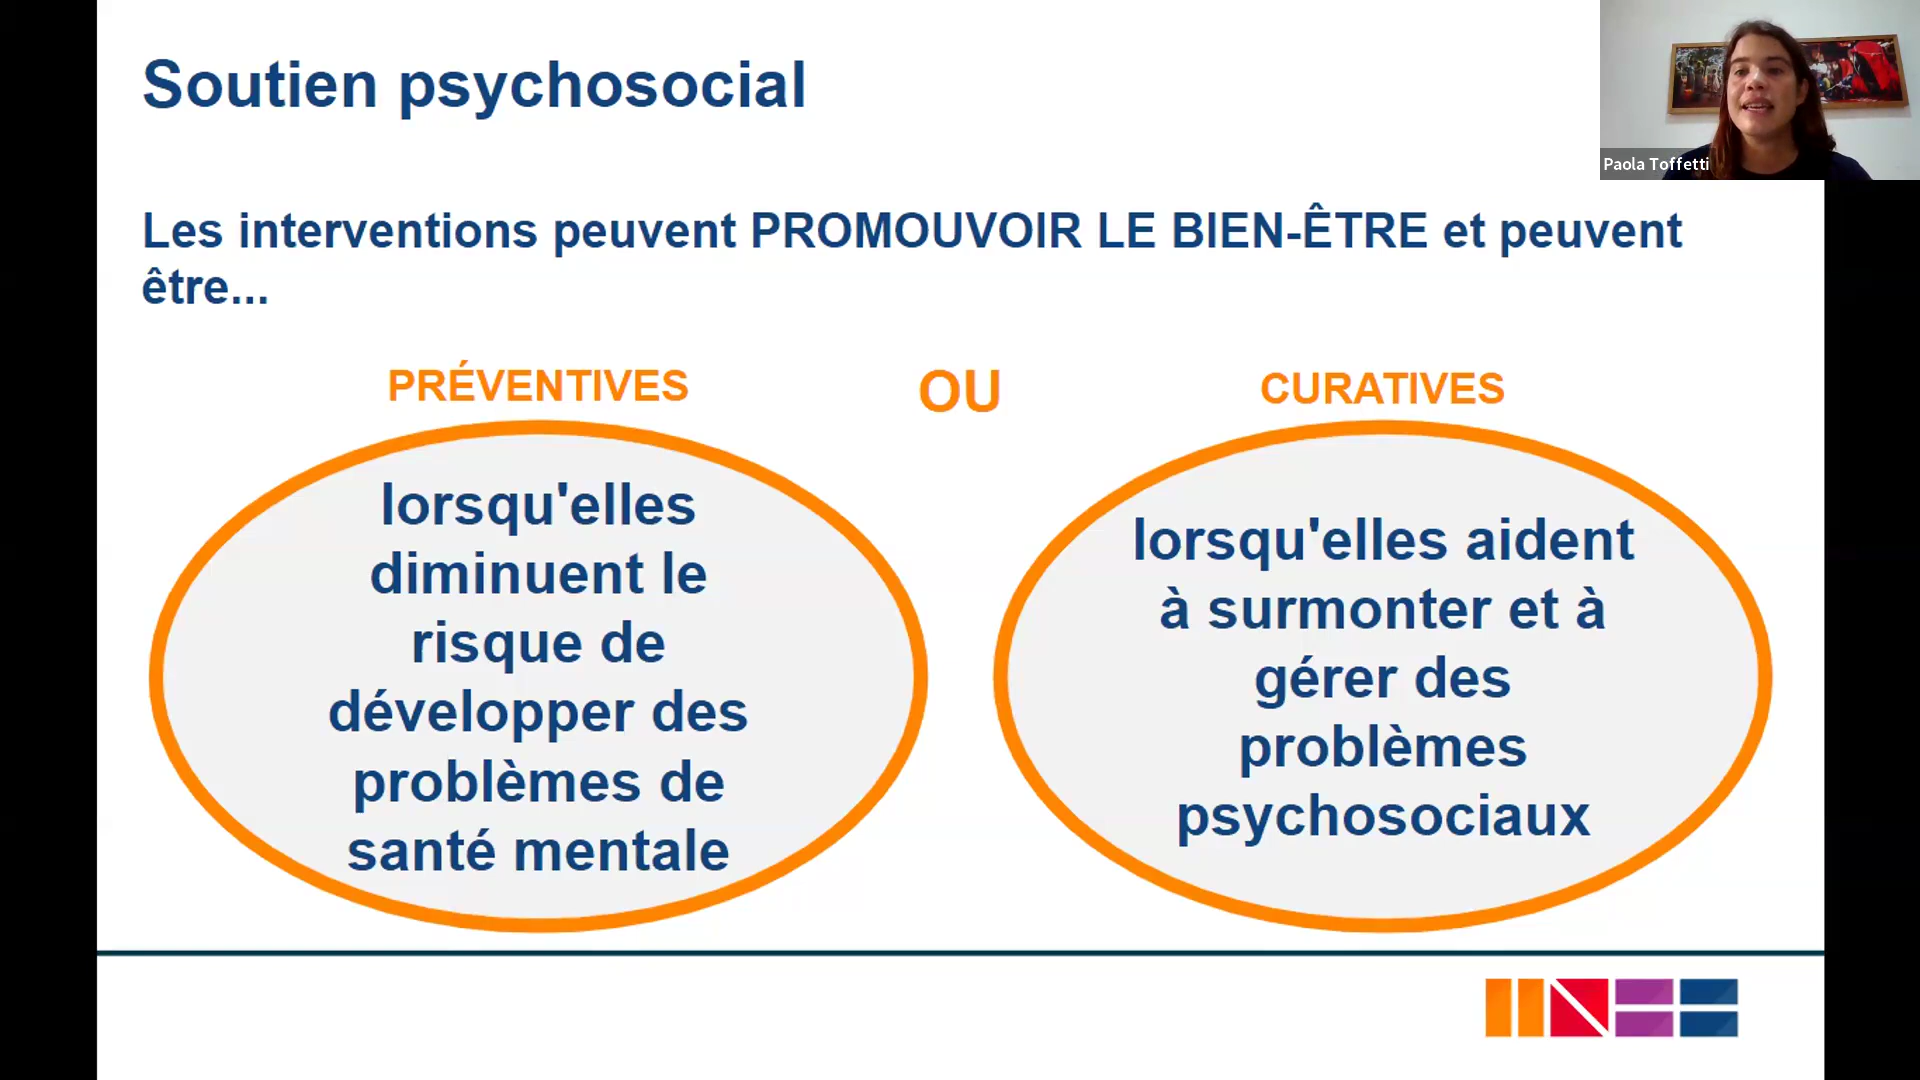 Soutien psychosocial
Paola Toffetti
Les interventions peuvent PROMOUVOIR LE BIEN-ÊTRE et peuvent
être...
PRÉVENTIVES
OU
CURATIVES
lorsqu'elles
diminuent le
risque de
développer des
problèmes de
santé mentale
lorsqu'elles aident
à surmonter et à
gérer des
problèmes
psychosociaux
INEE